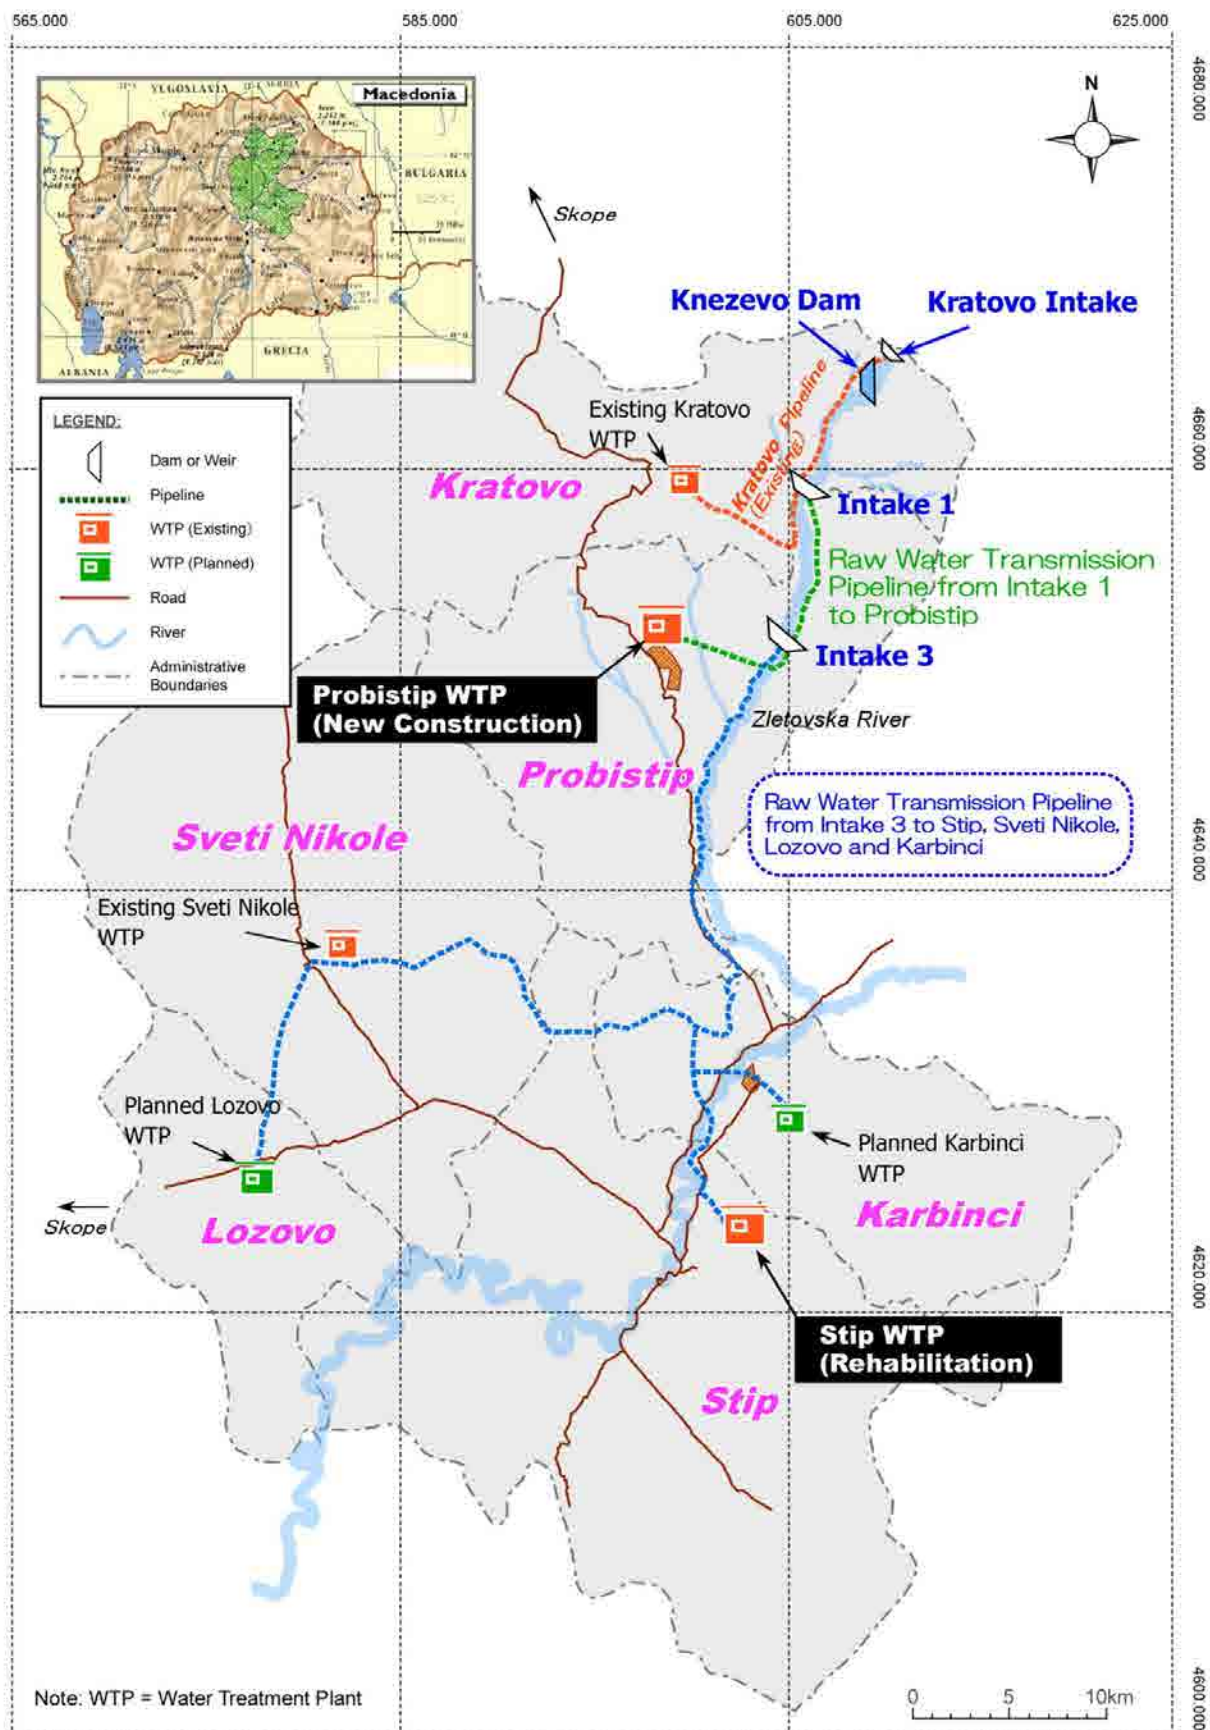 565.000
585.000
605.000
625.000
4680.000
4660.000
4640.000
4620.000
4600.000
YUGOSLAVIA
Macedonia
BULGARIA
GRECIA
ALBANIA
N
Skope
Knezevo Dam
Kratovo Intake
Existing Kratovo
WTP
Kratovo Pipeline
(Existing)
Kratovo
Intake 1
Raw Water Transmission
Pipeline from Intake 1
to Probistip
Intake 3
LEGEND:
Dam or Weir
Pipeline
WTP (Existing)
WTP (Planned)
Road
River
Administrative
Boundaries
Probistip WTP
(New Construction)
Zletovska River
Probistip
Raw Water Transmission Pipeline
from Intake 3 to Stip, Sveti Nikole,
Lozovo and Karbinci
Sveti Nikole
Existing Sveti Nikole
WTP
Planned Lozovo
WTP
Planned Karbinci
WTP
Skope
Lozovo
Karbinci
Stip WTP
(Rehabilitation)
Stip
Note: WTP = Water Treatment Plant
0 5 10km